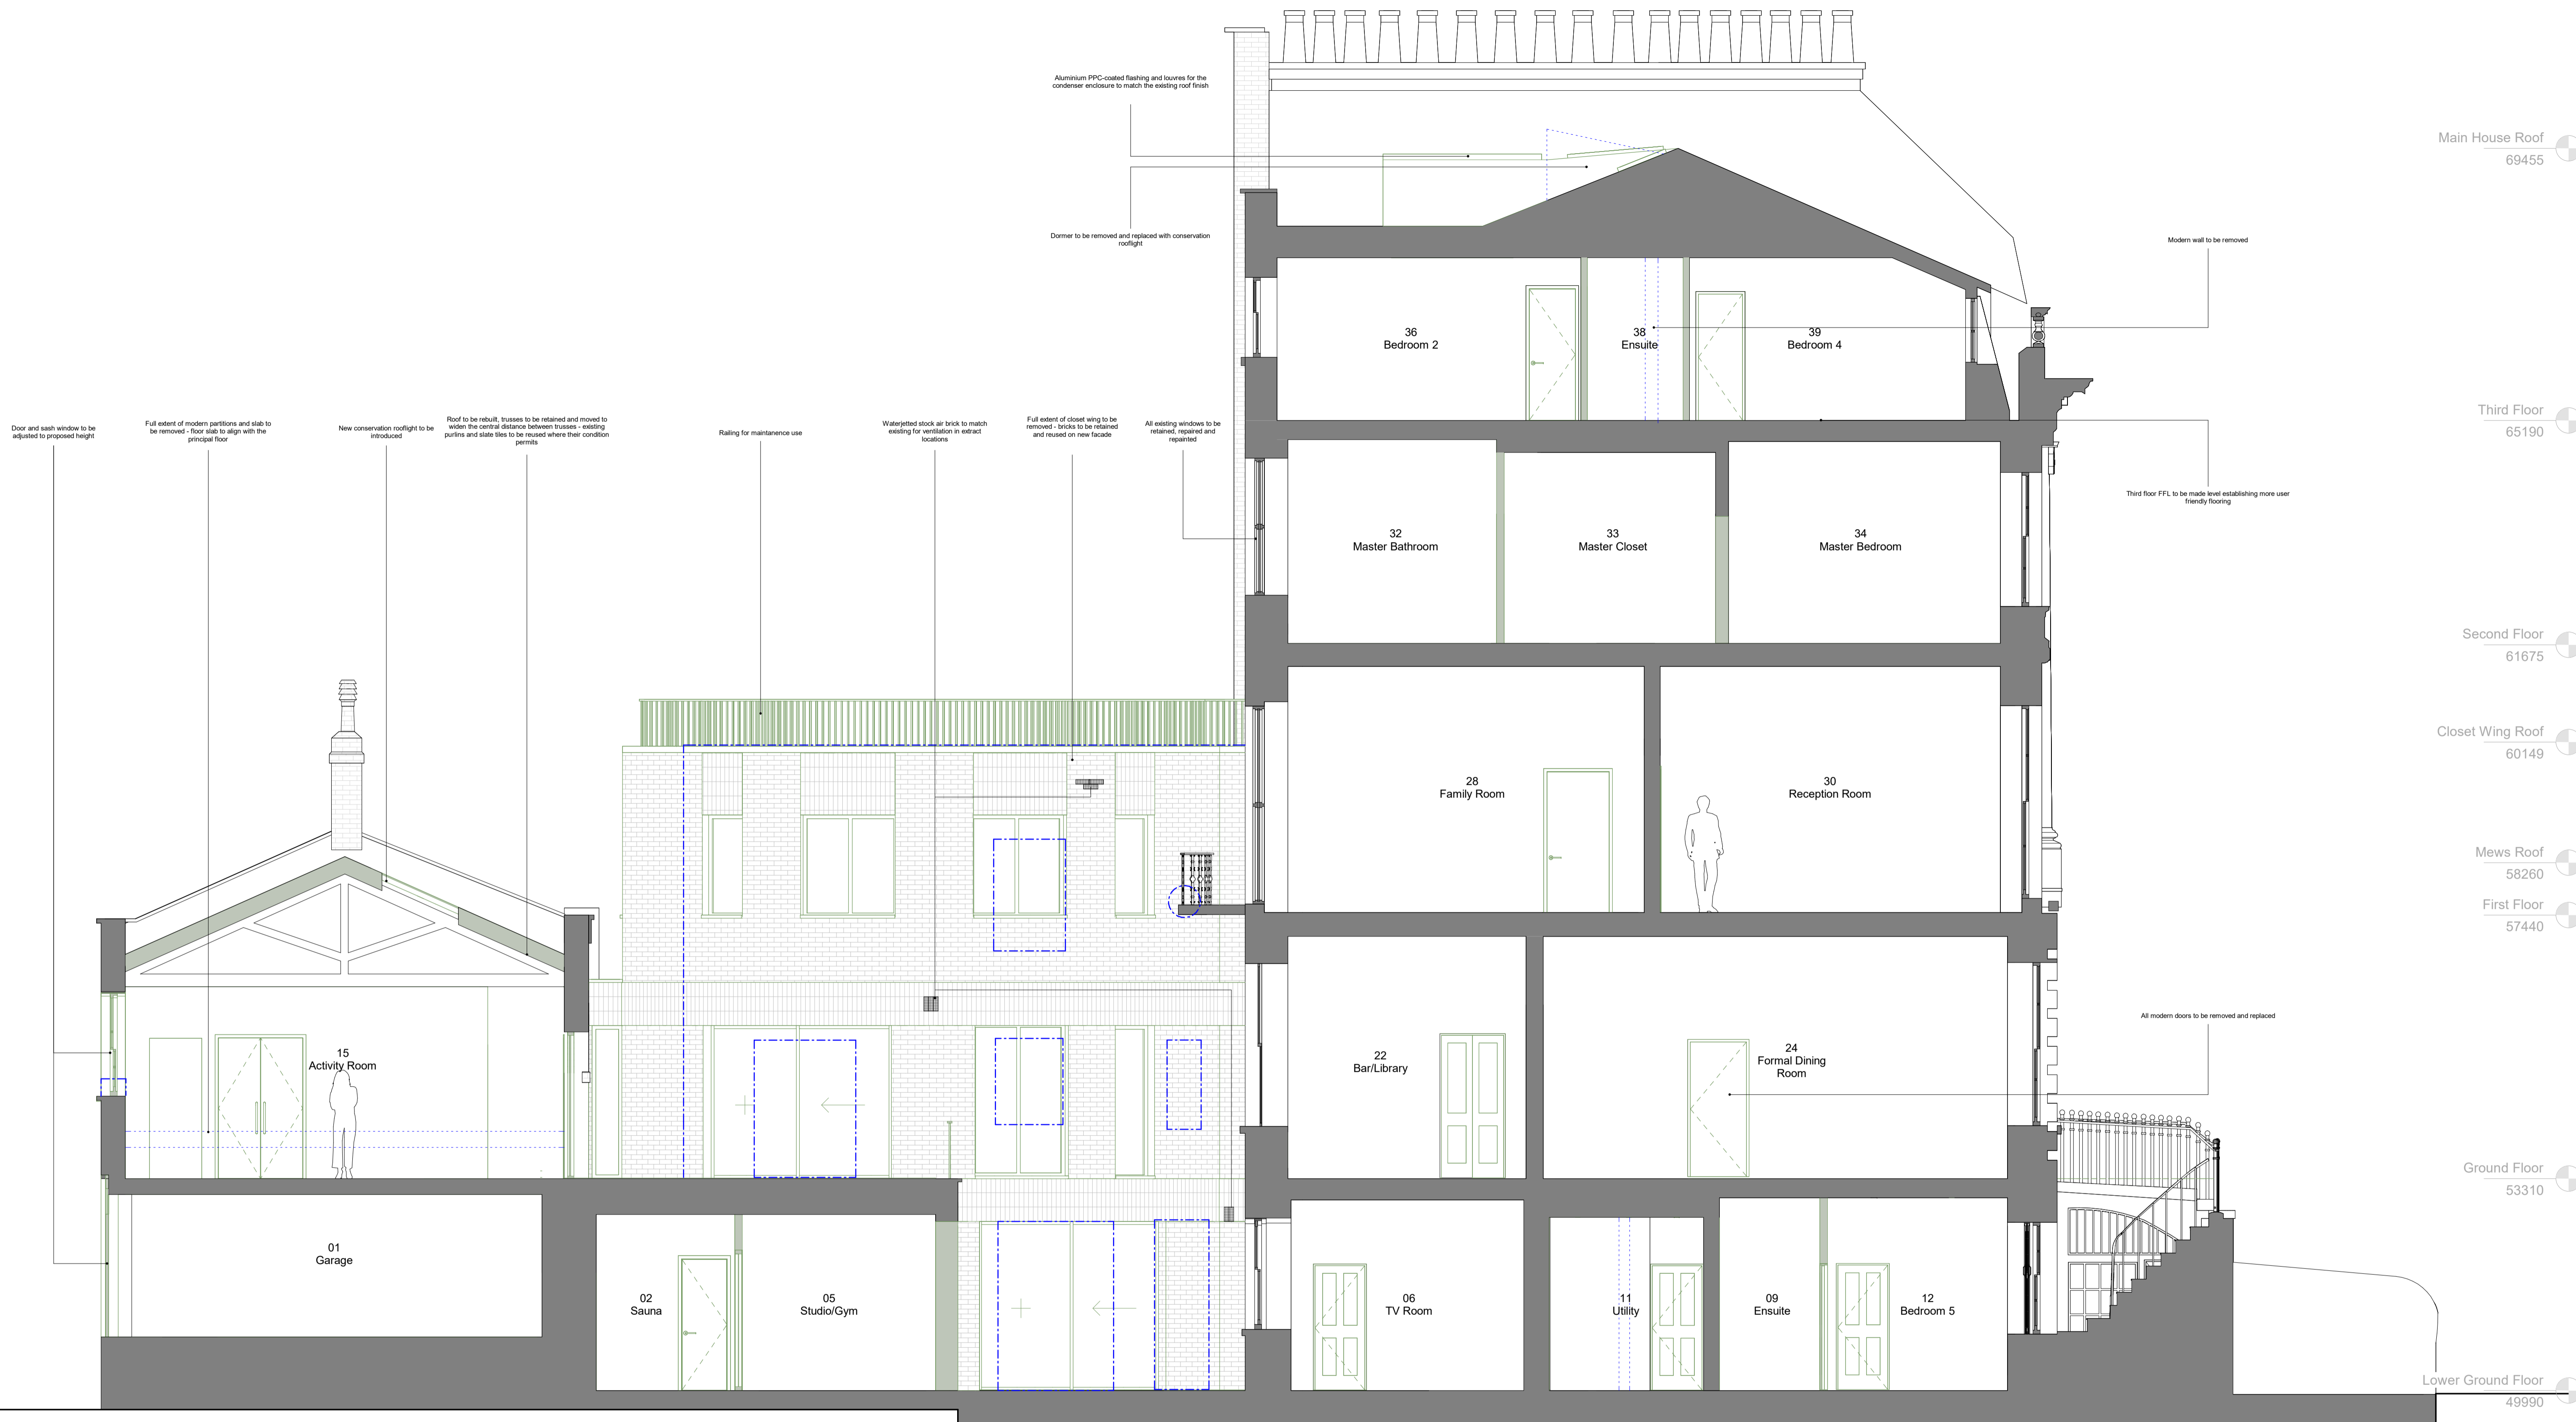 Aluminium PPC-coated flashing and louvres for the
condenser enclosure to match the existing roof finish
Main House Roof
69455
Dormer to be removed and replaced with conservation
rooflight
Modern wall to be removed
36
Bedroom 2
38
Ensuite
39
Bedroom 4
Door and sash window to be
adjusted to proposed height
Full extent of modern partitions and slab to
be removed - floor slab to align with the
principal floor
New conservation rooflight to be
introduced
Roof to be rebuilt, trusses to be retained and moved to
widen the central distance between trusses - existing
purlins and slate tiles to be reused where their condition
permits
Railing for maintanence use
Waterjetted stock air brick to match
existing for ventilation in extract
locations
Full extent of closet wing to be
removed - bricks to be retained
and reused on new facade
All existing windows to be
retained, repaired and
repainted
Third Floor
65190
Third floor FFL to be made level establishing more user
friendly flooring
32
Master Bathroom
33
Master Closet
34
Master Bedroom
Second Floor
61675
Closet Wing Roof
60149
28
Family Room
30
Reception Room
Mews Roof
58260
First Floor
57440
All modern doors to be removed and replaced
15
Activity Room
22
Bar/Library
24
Formal Dining
Room
Ground Floor
53310
01
Garage
02
Sauna
05
Studio/Gym
06
TV Room
11
Utility
09
Ensuite
12
Bedroom 5
Lower Ground Floor
49990